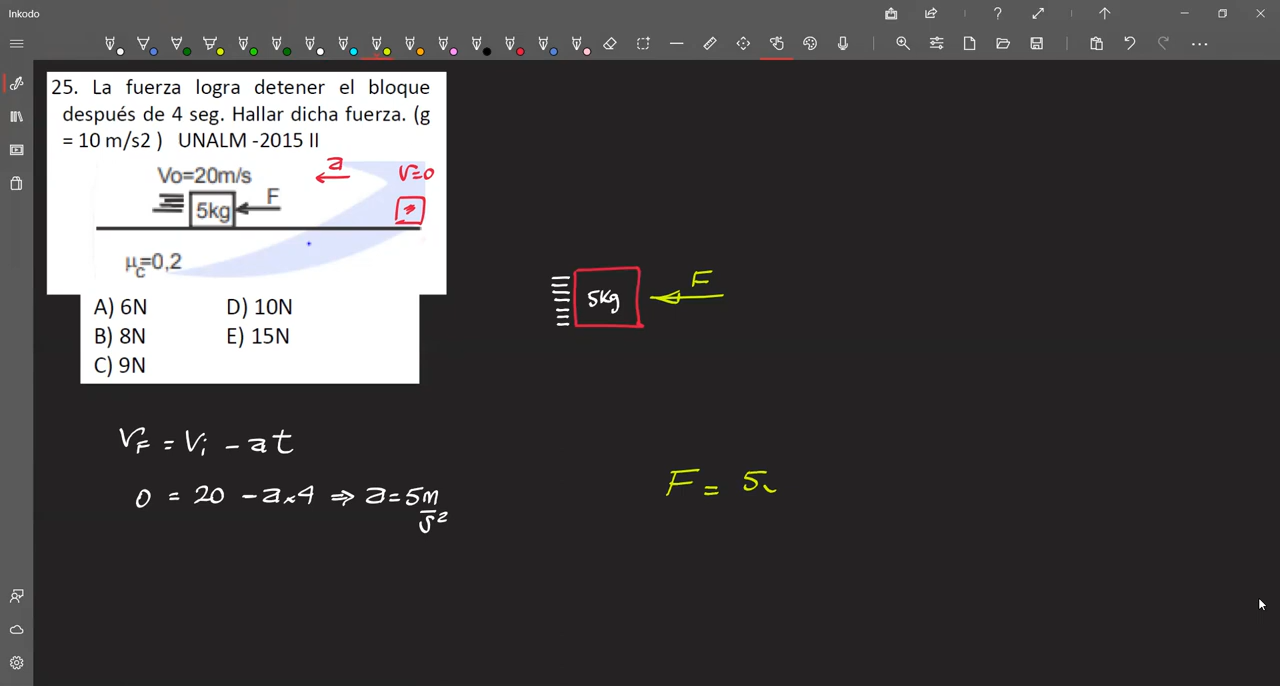 Inkodo
25. La fuerza logra detener el bloque
después de 4 seg. Hallar dicha fuerza. (g
= 10 m/s2 ) UNALM -2015 II
a
V=0
Vo=20m/s
F
5kg
μc=0,2
A) 6N D) 10N
B) 8N E) 15N
C) 9N
5kg
F
VF = Vi - at
0 = 20 - a×4 ⇒ a = 5 m/s²
F = 5